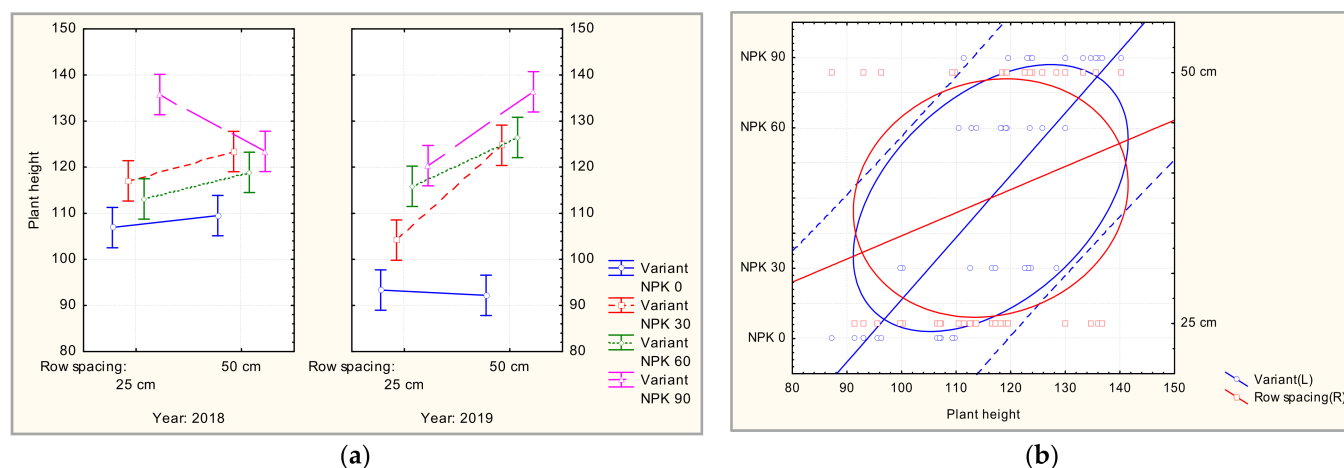 150
140
130
120
110
100
90
80
Plant height
150
140
130
120
110
100
90
80
Row spacing:
25 cm
50 cm
Row spacing:
25 cm
50 cm
Year: 2018
Year: 2019
Variant
NPK 0
Variant
NPK 30
Variant
NPK 60
Variant
NPK 90
(a)
NPK 90
NPK 60
NPK 30
NPK 0
50 cm
25 cm
80 90 100 110 120 130 140 150
Plant height
Variant(L)
Row spacing(R)
(b)